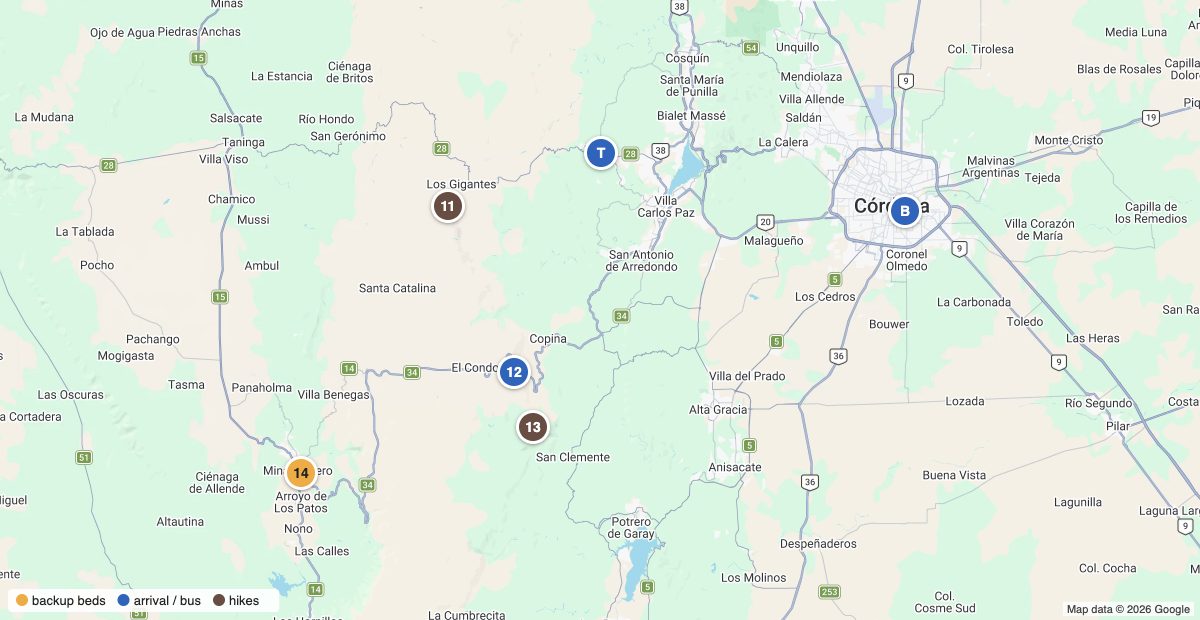 Minas
38
Ojo de Agua
Piedras Anchas
Media Luna
Unquillo
Col. Tirolesa
54
15
Cosquín
Ciénaga
de Britos
La Estancia
Blas de Rosales
Mendiolaza
9
Santa María
de Punilla
Villa Allende
La Mudana
Salsacate
Río Hondo
Bialet Massé
Saldán
19
San Gerónimo
Taninga
La Calera
Monte Cristo
28
T
28
38
Villa Viso
28
Malvinas
Argentinas
Tejeda
Los Gigantes
Chamico
11
Villa
Carlos Paz
Córdoba
B
Capilla de
los Remedios
Mussi
20
Villa Corazón
de María
La Tablada
Malagueño
9
Pocho
Ambul
San Antonio
de Arredondo
Coronel
Olmedo
5
Santa Catalina
15
Los Cedros
La Carbonada
34
Bouwer
Toledo
Pachango
Copiña
5
Las Heras
Mogigasta
36
9
14
34
El Condo
12
Tasma
Panaholma
Villa Benegas
Villa del Prado
Las Oscuras
Lozada
Río Segundo
a Cortadera
Alta Gracia
13
Pilar
5
51
San Clemente
Anisacate
14
Ciénaga
de Allende
Buena Vista
34
36
Arroyo de
Los Patos
Lagunilla
Altautina
Potrero
de Garay
Nono
9
Despeñaderos
Las Calles
Col. Cocha
Los Molinos
14
5
253
Col.
Cosme Sud
backup beds
arrival / bus
hikes
La Cumbrecita
Map data © 2026 Google